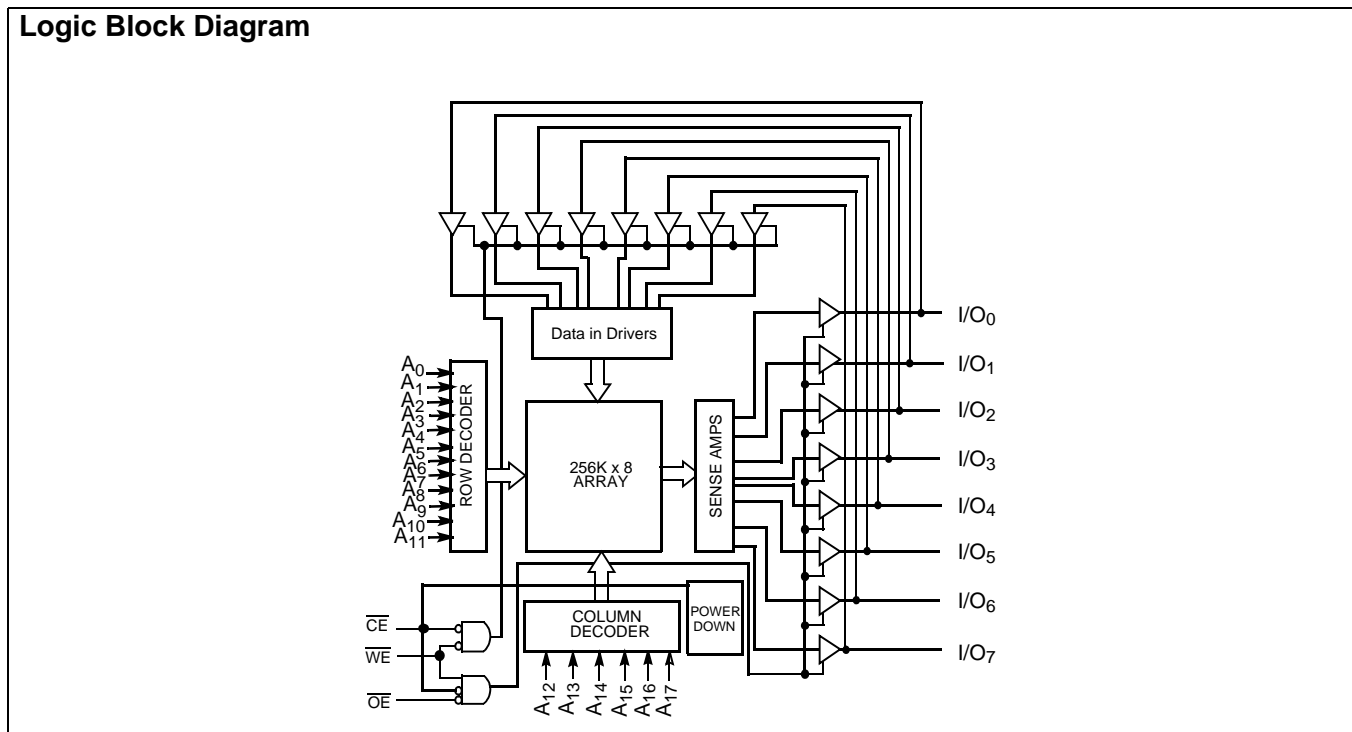 Logic Block Diagram
Data in Drivers
I/O0
I/O1
I/O2
I/O3
I/O4
I/O5
I/O6
I/O7
A0
A1
A2
A3
A4
A5
A6
A7
A8
A9
A10
A11
ROW DECODER
256K x 8
ARRAY
SENSE AMPS
COLUMN
DECODER
POWER
DOWN
CE
WE
OE
A12
A13
A14
A15
A16
A17